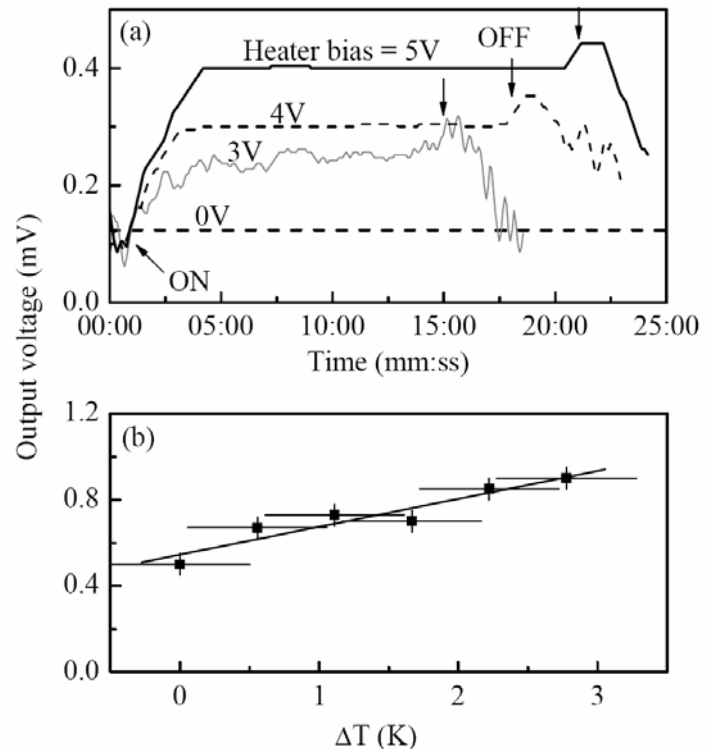 (a)
Heater bias = 5V
OFF
4V
3V
0V
ON
0.4
0.2
0.0
00:00 05:00 10:00 15:00 20:00 25:00
Time (mm:ss)
Output voltage (mV)
(b)
1.2
0.8
0.4
0.0
0 1 2 3
ΔT (K)